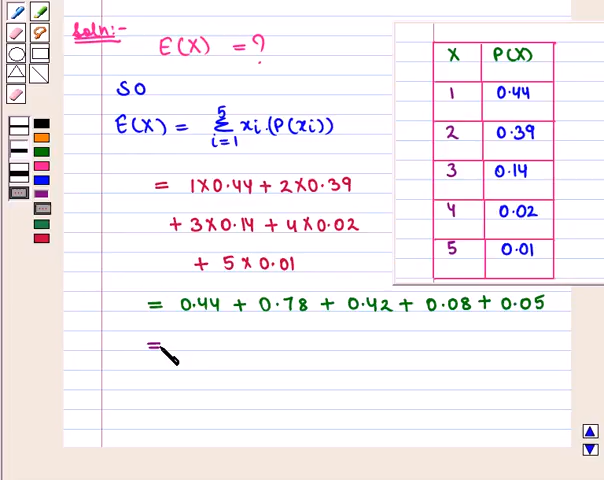 Soln:-
E(X) = ?
SO
E(X) = 5 Σ i=1 xi.(P(xi))
= 1×0.44 + 2×0.39
+ 3×0.14 + 4×0.02
+ 5×0.01
= 0.44 + 0.78 + 0.42 + 0.08 + 0.05
=
X P(X)
1 0.44
2 0.39
3 0.14
4 0.02
5 0.01